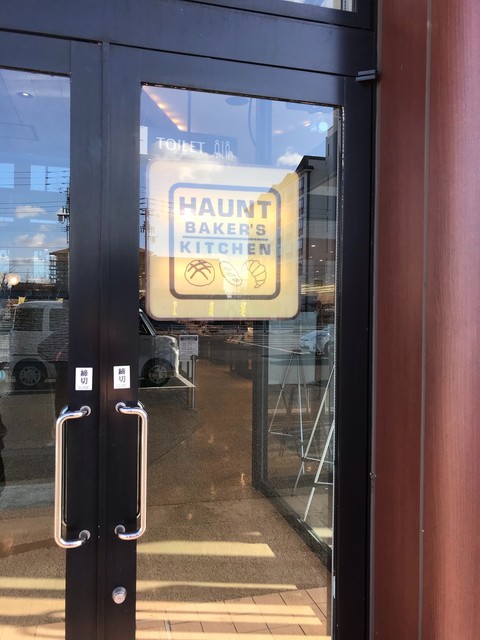 TOILET
HAUNT
BAKER'S
KITCHEN
締切
締切